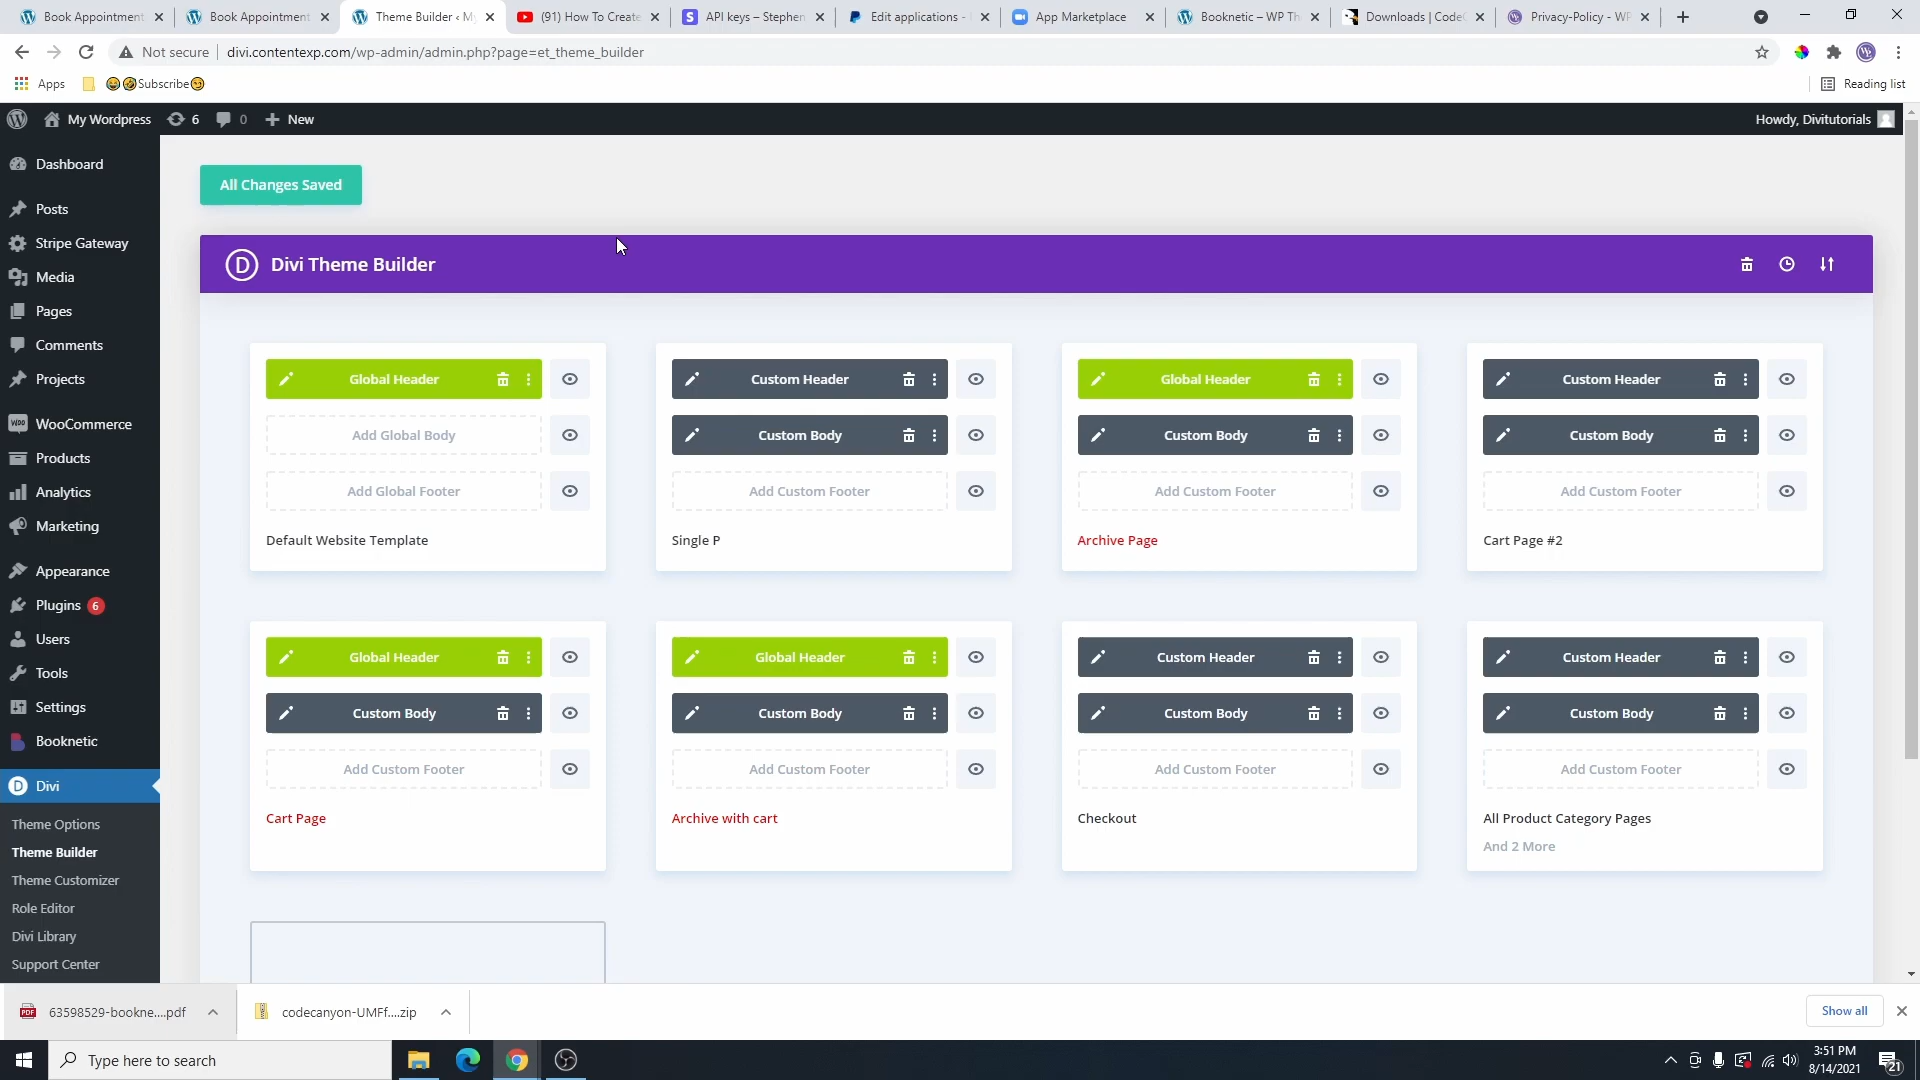 Book Appointment
Book Appointment
Theme Builder ‹ M
(91) How To Create
API keys – Stephen
Edit applications -
App Marketplace
Booknetic – WP Th
Downloads | CodeC
Privacy-Policy - WP
Not secure
divi.contentexp.com/wp-admin/admin.php?page=et_theme_builder
Apps
Subscribe
Reading list
My Wordpress
6
0
New
Howdy, Divitutorials
Dashboard
Posts
Stripe Gateway
Media
Pages
Comments
Projects
WooCommerce
Products
Analytics
Marketing
Appearance
Plugins 6
Users
Tools
Settings
Booknetic
Divi
Theme Options
Theme Builder
Theme Customizer
Role Editor
Divi Library
Support Center
All Changes Saved
D Divi Theme Builder
Global Header
Add Global Body
Add Global Footer
Default Website Template
Custom Header
Custom Body
Add Custom Footer
Single P
Global Header
Custom Body
Add Custom Footer
Archive Page
Custom Header
Custom Body
Add Custom Footer
Cart Page #2
Global Header
Custom Body
Add Custom Footer
Cart Page
Global Header
Custom Body
Add Custom Footer
Archive with cart
Custom Header
Custom Body
Add Custom Footer
Checkout
Custom Header
Custom Body
Add Custom Footer
All Product Category Pages
And 2 More
63598529-bookne....pdf
codecanyon-UMFf....zip
Show all
Type here to search
3:51 PM
8/14/2021
21